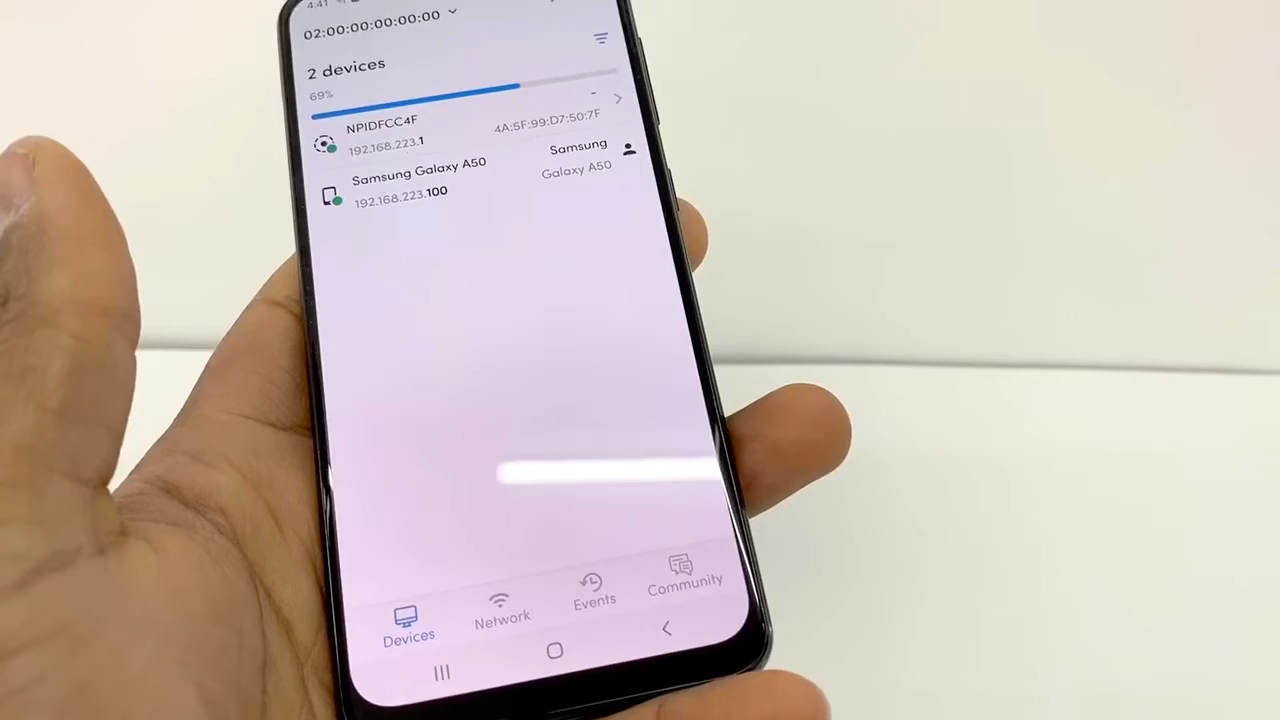 4:41
02:00:00:00:00:00
2 devices
69%
NPIDFCC4F
-
192.168.223.1
4A:5F:99:D7:50:7F
Samsung Galaxy A50
Samsung
192.168.223.100
Galaxy A50
Devices
Network
Events
Community